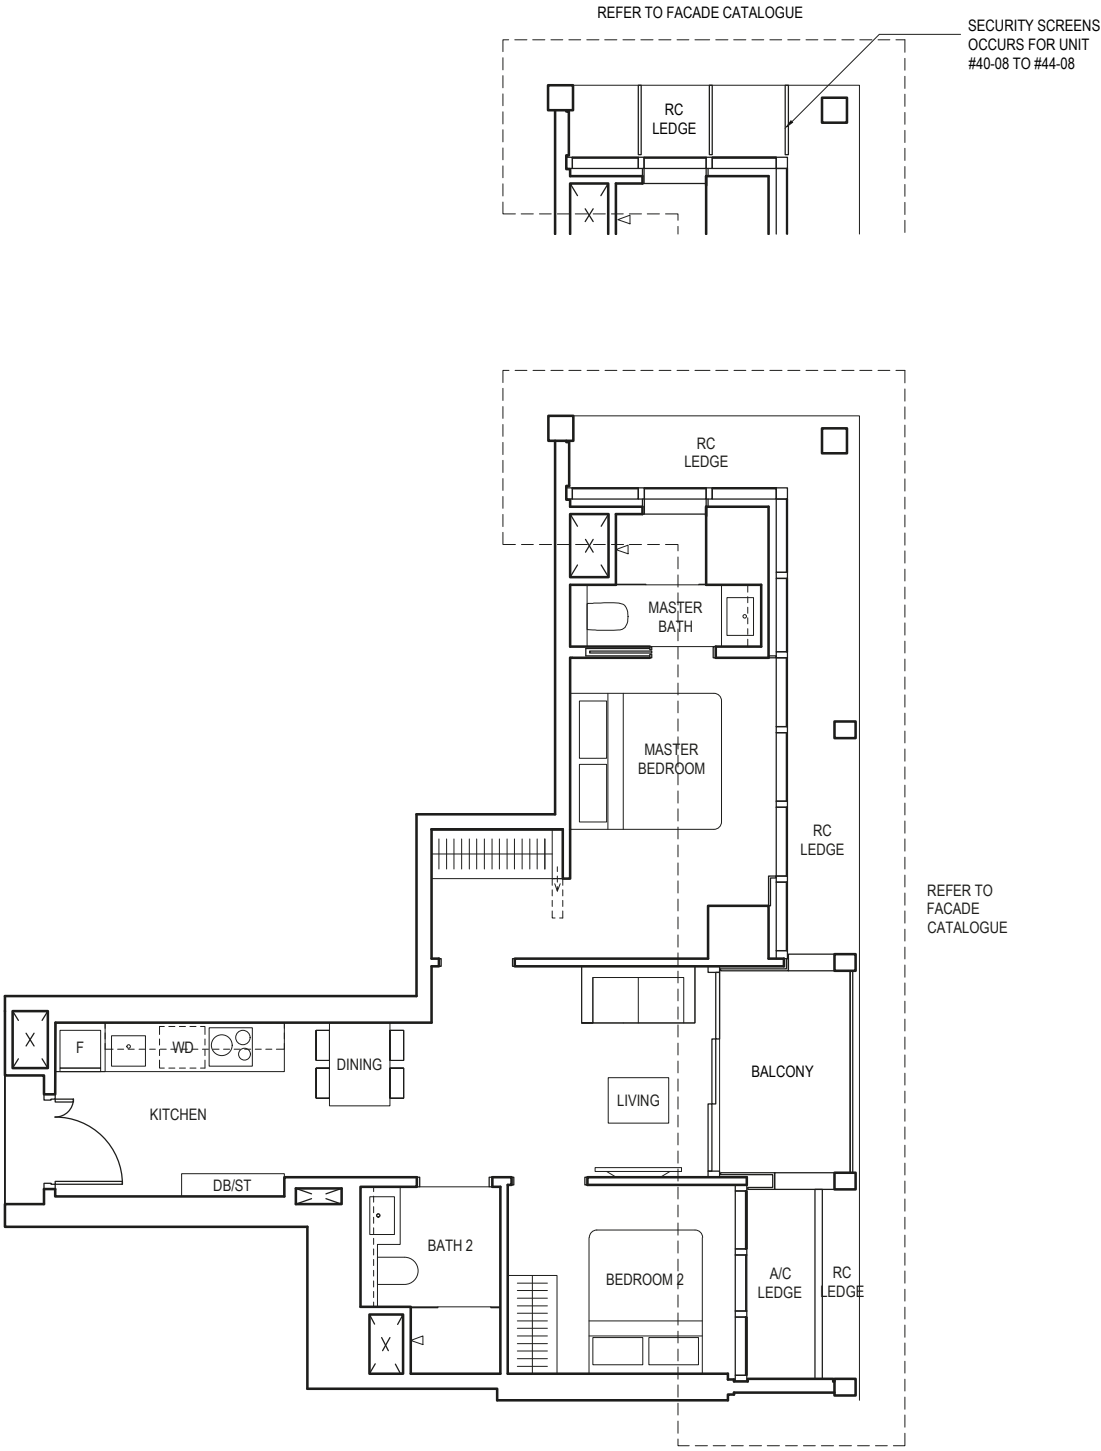 REFER TO FACADE CATALOGUE
SECURITY SCREENS
OCCURS FOR UNIT
#40-08 TO #44-08
RC
LEDGE
X
RC
LEDGE
X
MASTER
BATH
MASTER
BEDROOM
RC
LEDGE
REFER TO
FACADE
CATALOGUE
X
F
WD
DINING
BALCONY
LIVING
KITCHEN
DB/ST
BATH 2
BEDROOM 2
A/C
LEDGE
RC
LEDGE
X